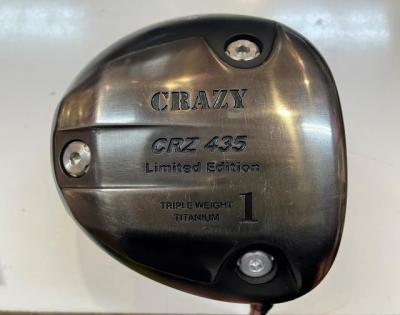 CRAZY
CRZ 435
Limited Edition
TRIPLE WEIGHT
TITANIUM
1